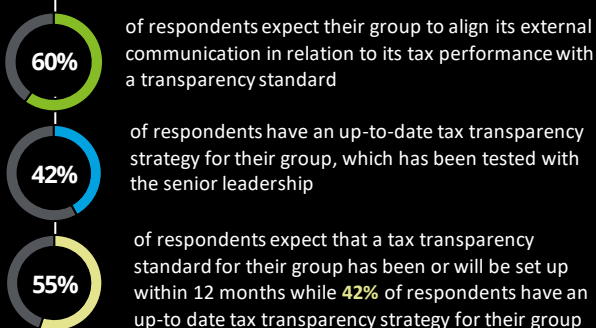 60%
of respondents expect their group to align its external
communication in relation to its tax performance with
a transparency standard
42%
of respondents have an up-to-date tax transparency
strategy for their group, which has been tested with
the senior leadership
55%
of respondents expect that a tax transparency
standard for their group has been or will be set up
within 12 months while 42% of respondents have an
up-to date tax transparency strategy for their group